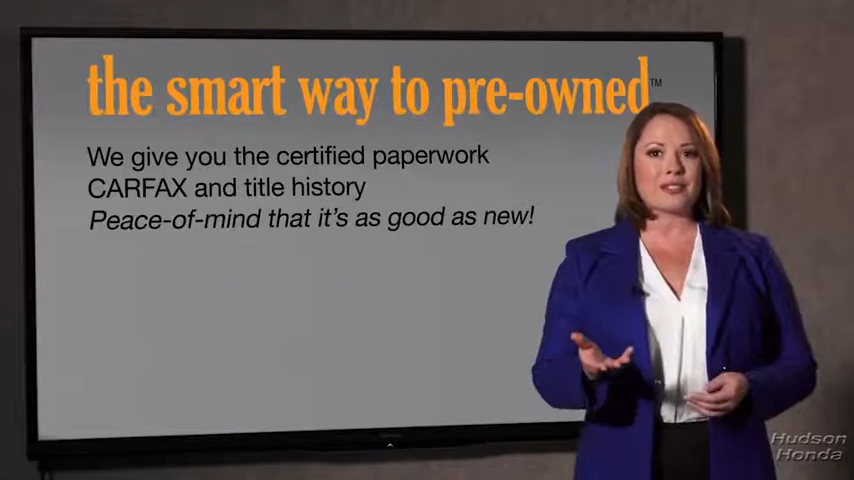 the smart way to pre-owned™
We give you the certified paperwork
CARFAX and title history
Peace-of-mind that it's as good as new!
Hudson
Honda